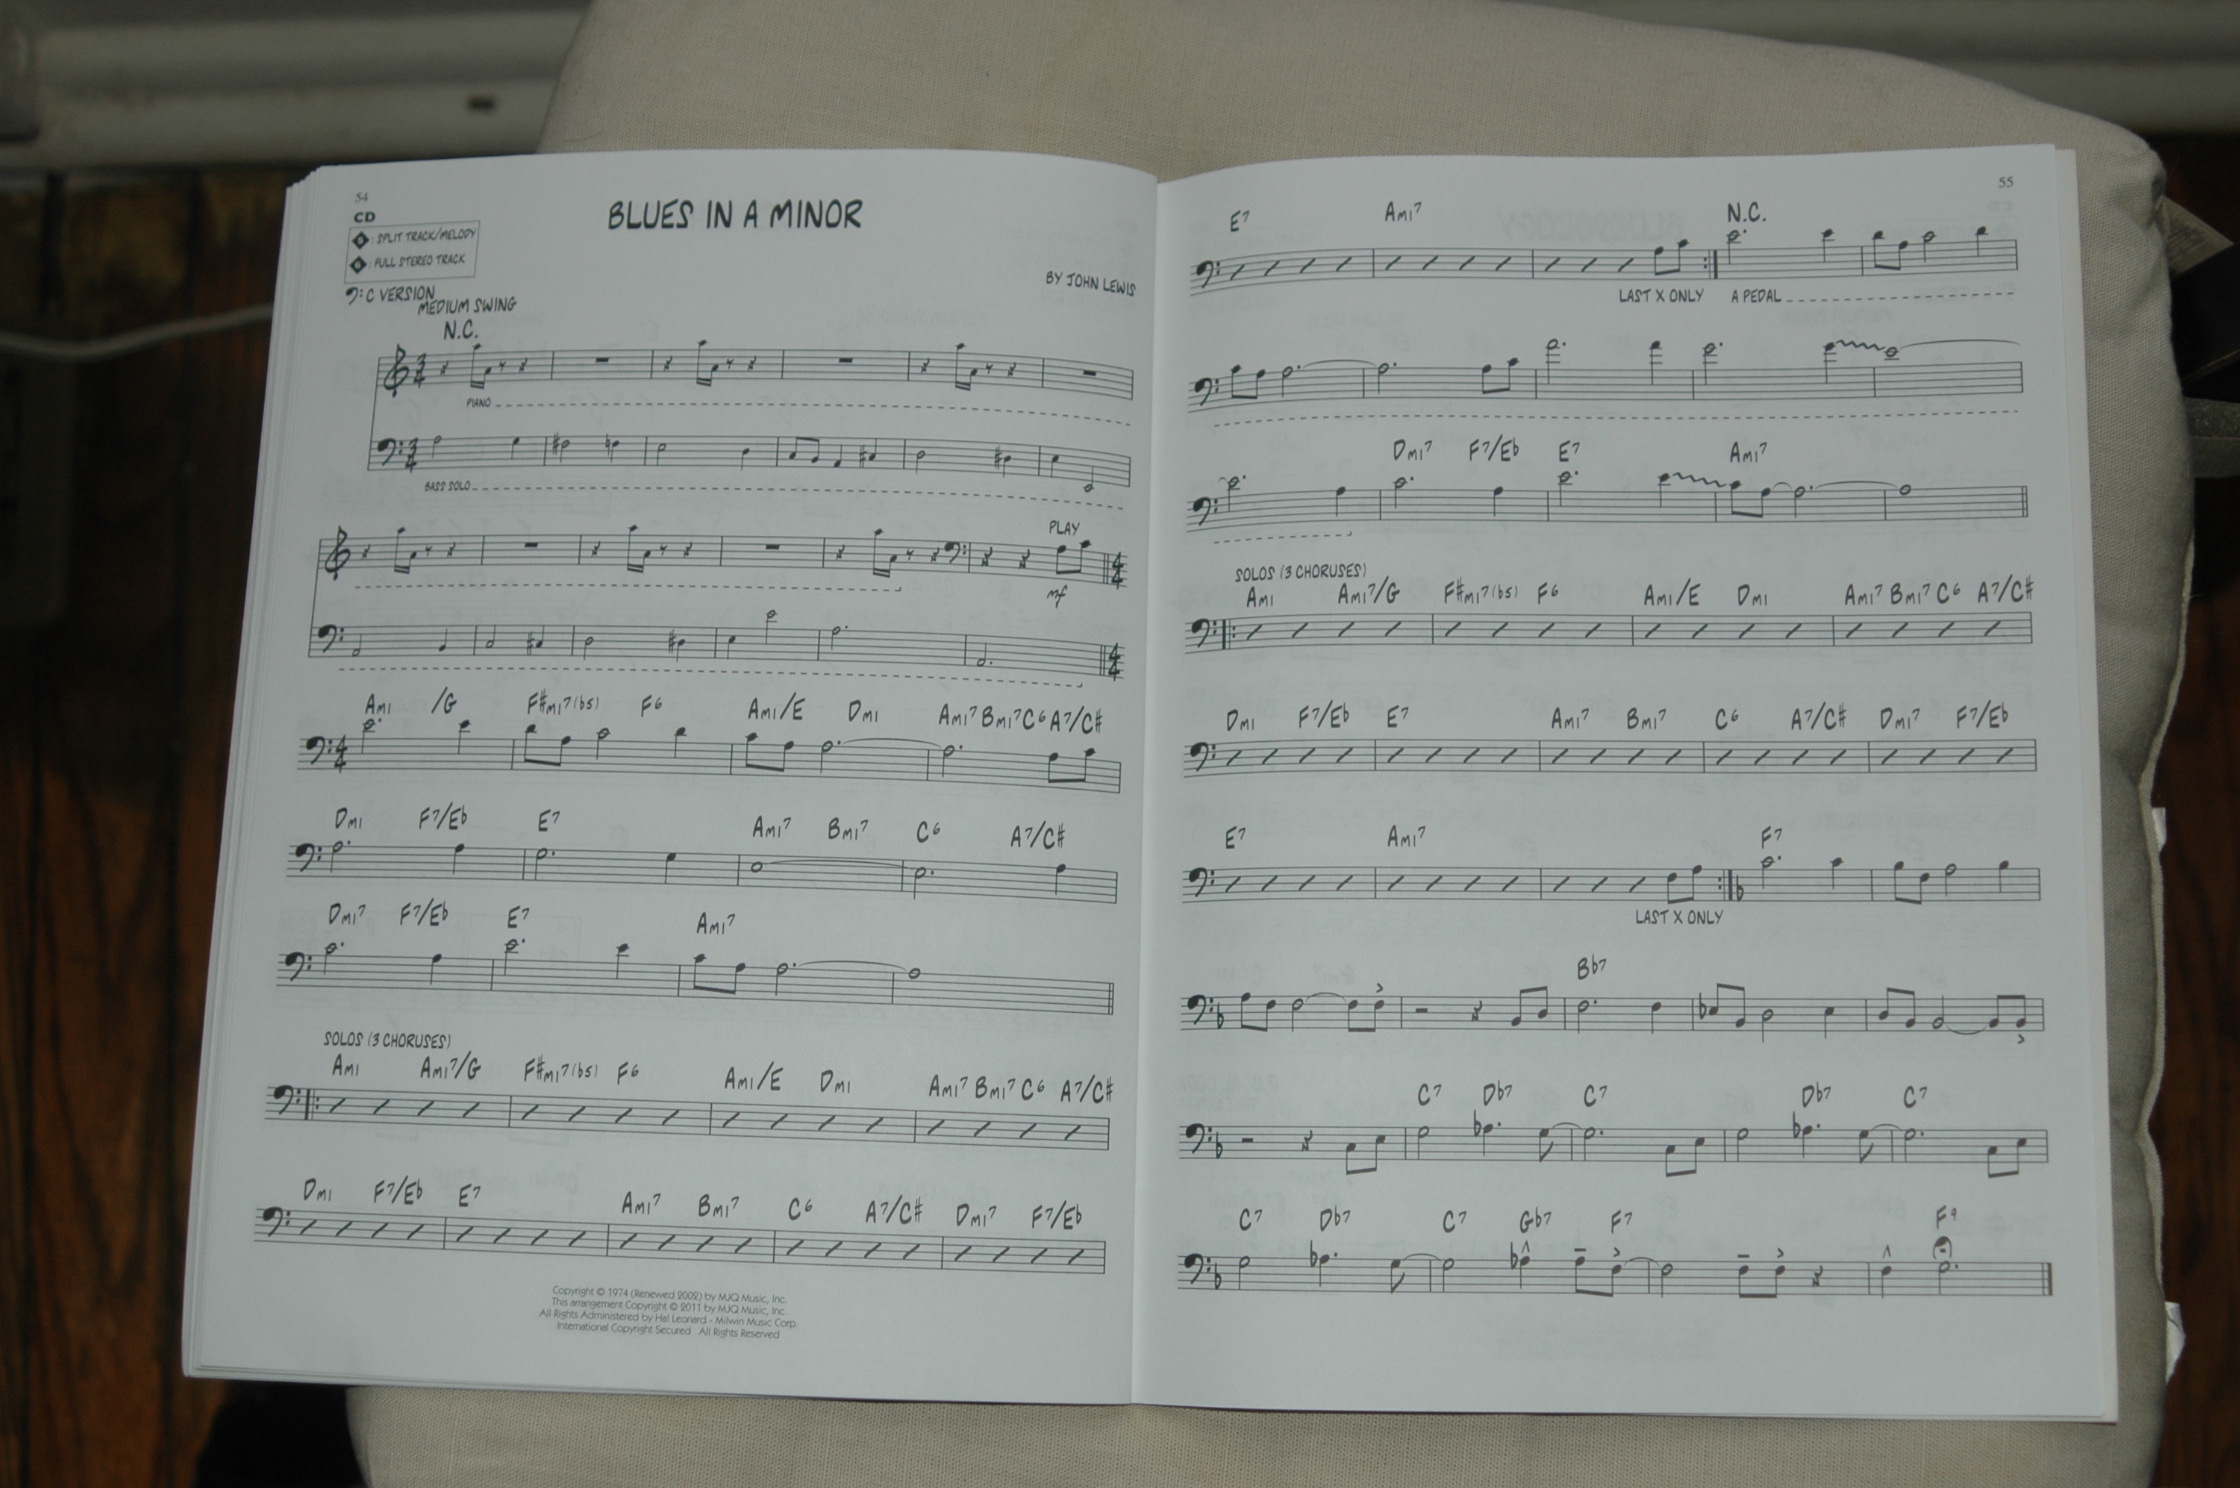 54
CD
: SPLIT TRACK/MELODY
: FULL STEREO TRACK
BLUES IN A MINOR
BY JOHN LEWIS
: C VERSION
MEDIUM SWING
N.C.
PIANO
BASS SOLO
PLAY
mf
Ami /G F#mi7(b5) F6 Ami/E Dmi Ami7 Bmi7 C6 A7/C#
Dmi F7/Eb E7 Ami7 Bmi7 C6 A7/C#
Dmi7 F7/Eb E7 Ami7
SOLOS (3 CHORUSES)
Ami Ami7/G F#mi7(b5) F6 Ami/E Dmi Ami7 Bmi7 C6 A7/C#
Dmi F7/Eb E7 Ami7 Bmi7 C6 A7/C# Dmi7 F7/Eb
Copyright © 1974 (Renewed 2002) by MJQ Music, Inc.
This arrangement Copyright © 2011 by MJQ Music, Inc.
All Rights Administered by Hal Leonard - Milwin Music Corp.
International Copyright Secured All Rights Reserved
55
E7 Ami7 N.C.
LAST X ONLY A PEDAL
Dmi7 F7/Eb E7 Ami7
SOLOS (3 CHORUSES)
Ami Ami7/G F#mi7(b5) F6 Ami/E Dmi Ami7 Bmi7 C6 A7/C#
Dmi F7/Eb E7 Ami7 Bmi7 C6 A7/C# Dmi7 F7/Eb
E7 Ami7 F7
LAST X ONLY
Bb7
C7 Db7 C7 Db7 C7
C7 Db7 C7 Gb7 F7 F9